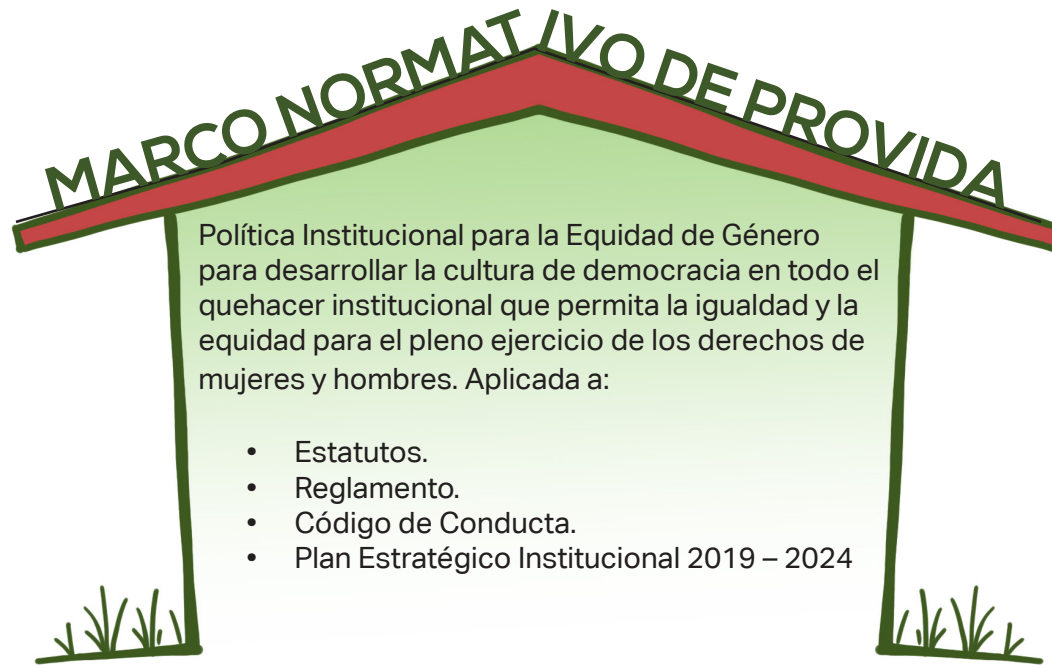 MARCO NORMATIVO DE PROVIDA
Política Institucional para la Equidad de Género
para desarrollar la cultura de democracia en todo el
quehacer institucional que permita la igualdad y la
equidad para el pleno ejercicio de los derechos de
mujeres y hombres. Aplicada a:
• Estatutos.
• Reglamento.
• Código de Conducta.
• Plan Estratégico Institucional 2019 – 2024